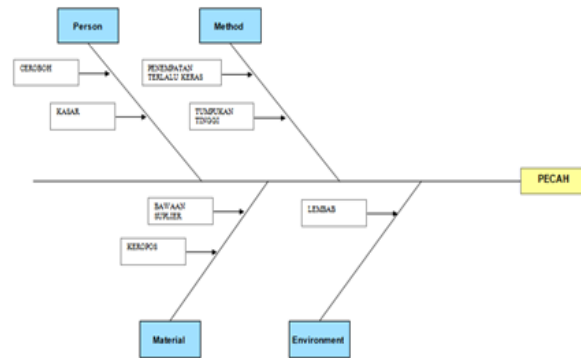 Person
Method
CEROBOH
PENEMPATAN
TERLALU KERAS
KASAR
TUMPUKAN
TINGGI
PECAH
BAWAAN
SUPLIER
LEMBAB
KEROPOS
Material
Environment